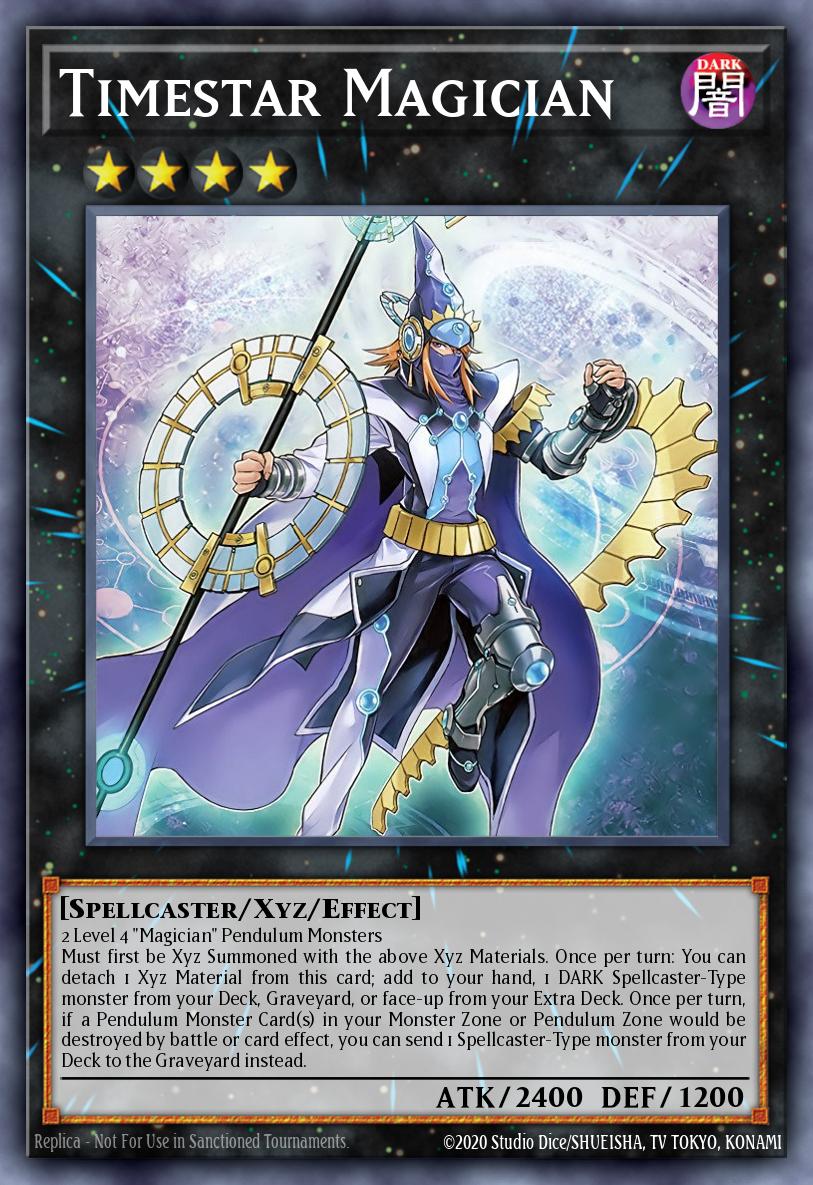 Timestar Magician
DARK
闇
[Spellcaster/Xyz/Effect]
2 Level 4 "Magician" Pendulum Monsters
Must first be Xyz Summoned with the above Xyz Materials. Once per turn: You can
detach 1 Xyz Material from this card; add to your hand, 1 DARK Spellcaster-Type
monster from your Deck, Graveyard, or face-up from your Extra Deck. Once per turn,
if a Pendulum Monster Card(s) in your Monster Zone or Pendulum Zone would be
destroyed by battle or card effect, you can send 1 Spellcaster-Type monster from your
Deck to the Graveyard instead.
ATK/2400 DEF/1200
Replica - Not For Use in Sanctioned Tournaments.
©2020 Studio Dice/SHUEISHA, TV TOKYO, KONAMI